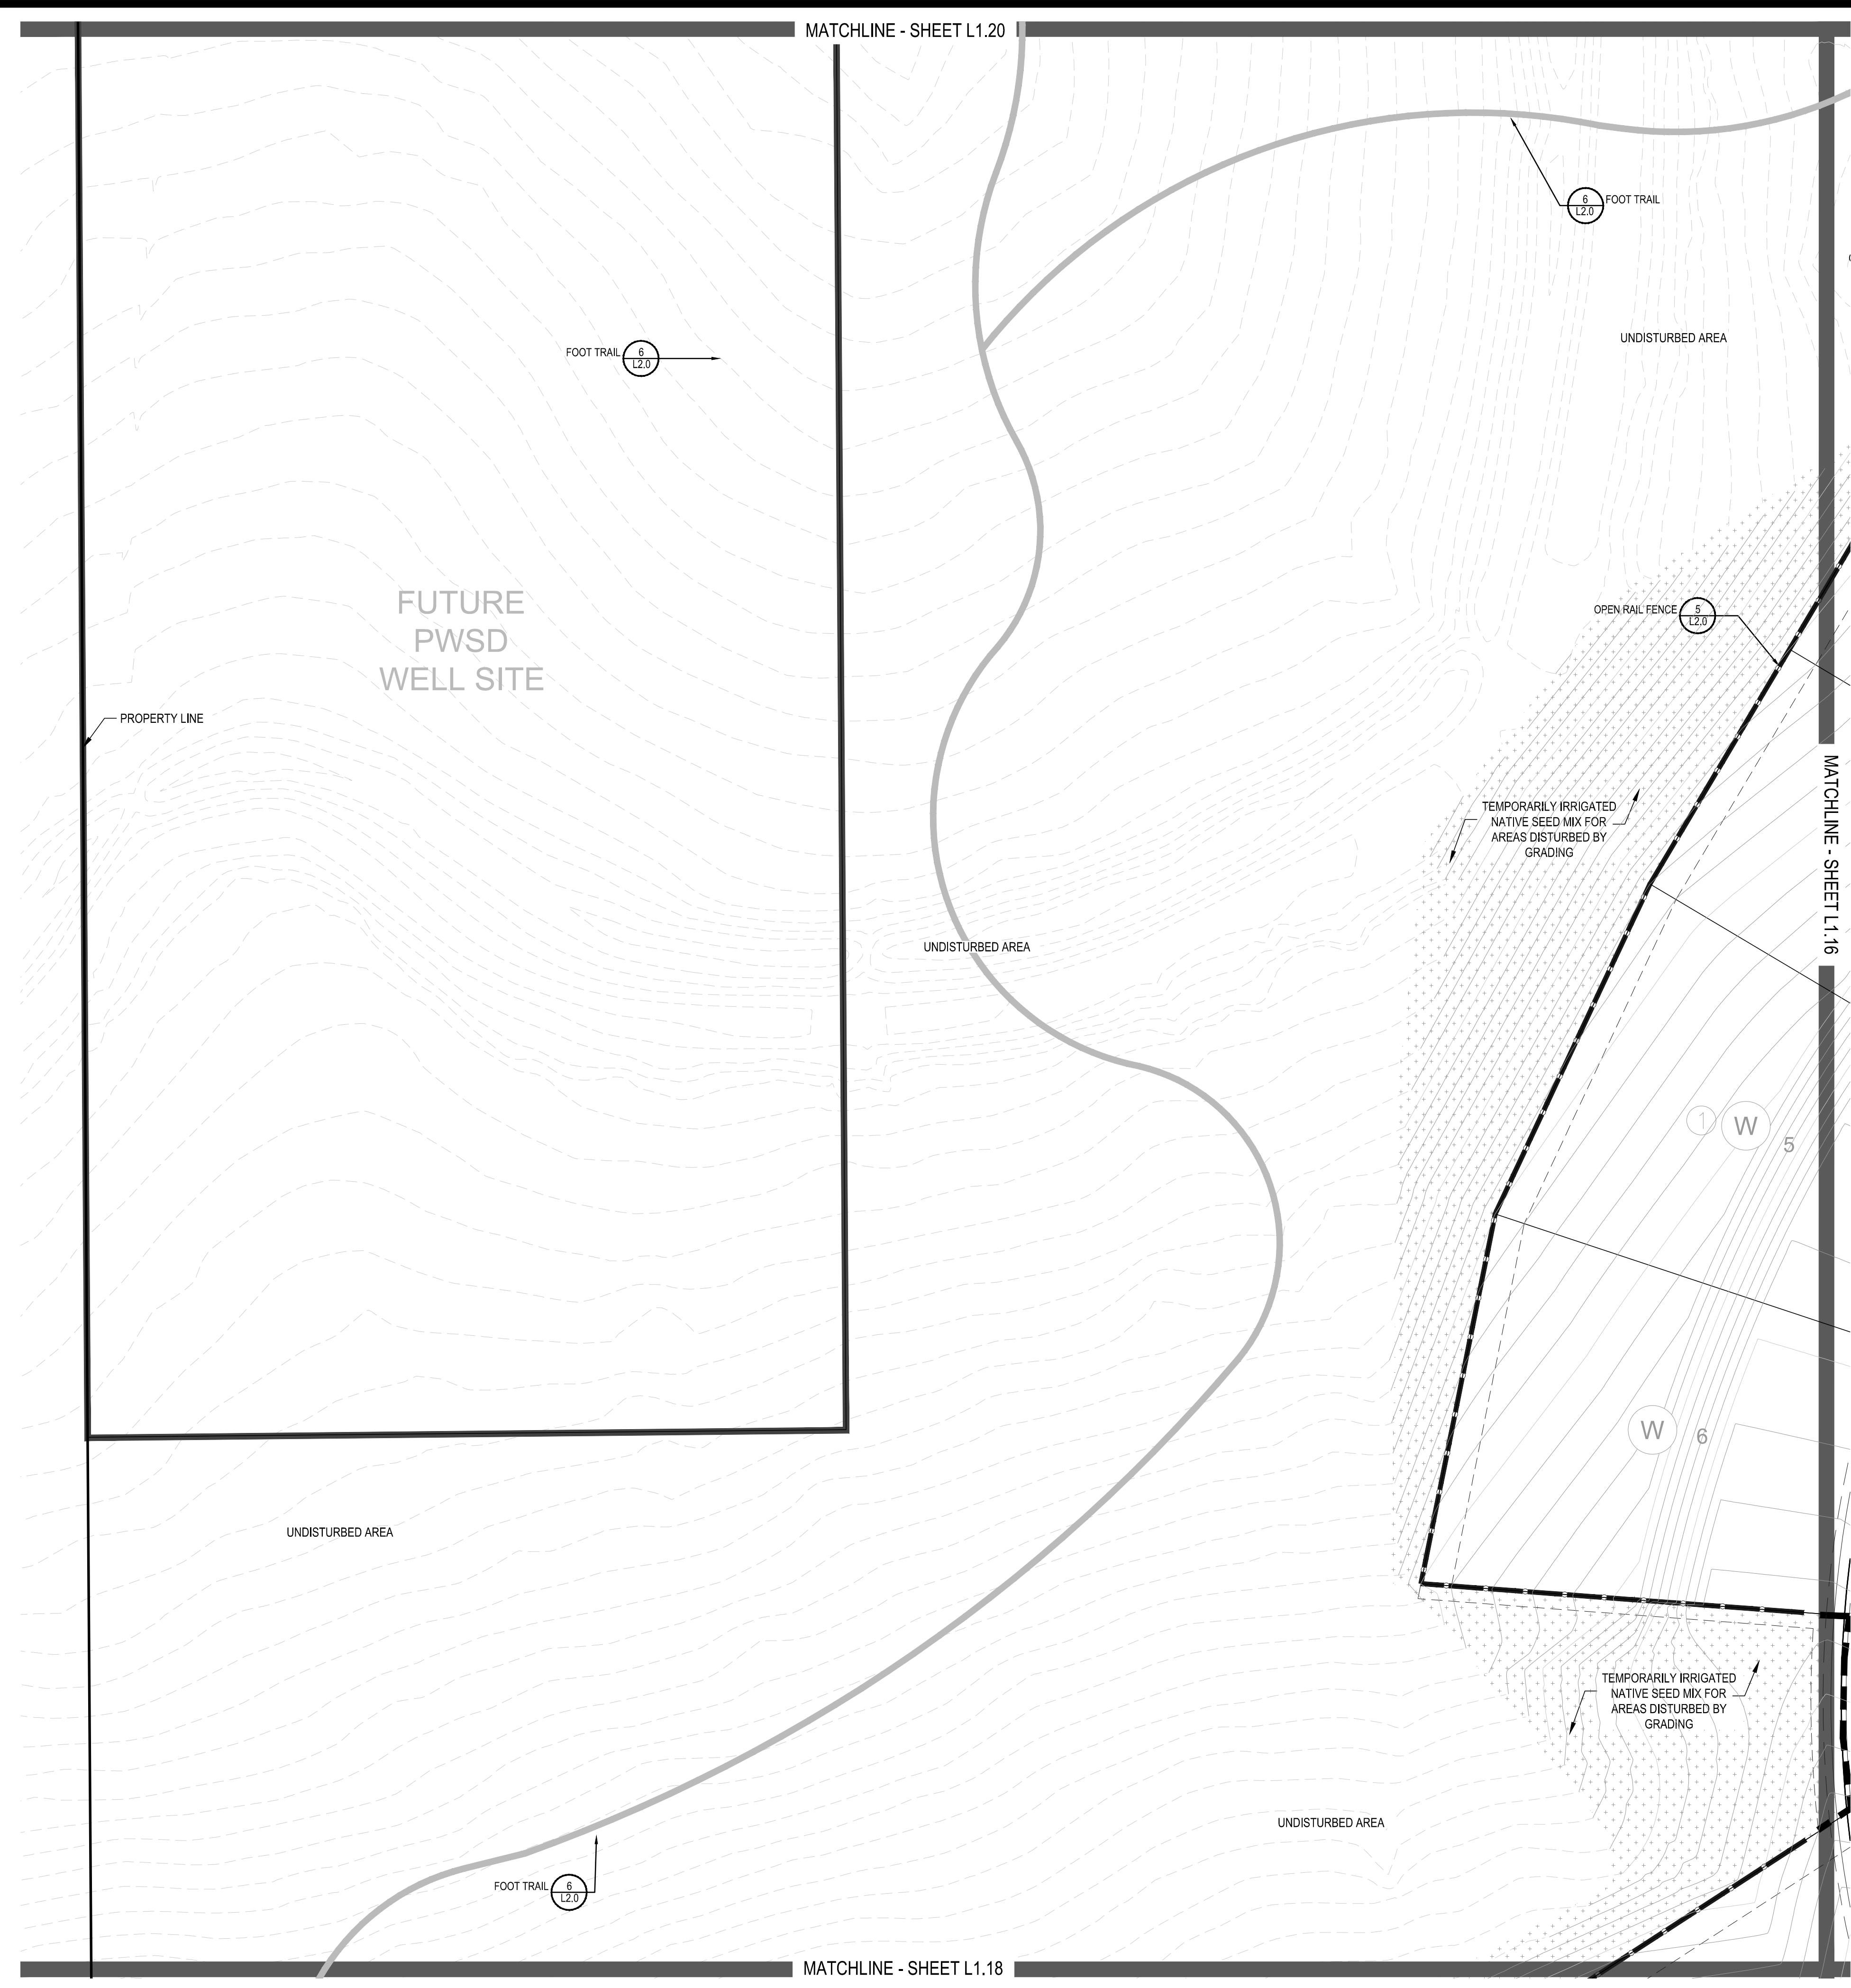 MATCHLINE - SHEET L1.20
6
L2.0
FOOT TRAIL
UNDISTURBED AREA
FOOT TRAIL
6
L2.0
FUTURE
PWSD
WELL SITE
OPEN RAIL FENCE
5
L2.0
PROPERTY LINE
MATCHLINE - SHEET L1.16
TEMPORARILY IRRIGATED
NATIVE SEED MIX FOR
AREAS DISTURBED BY
GRADING
UNDISTURBED AREA
1
W
5
W
6
UNDISTURBED AREA
TEMPORARILY IRRIGATED
NATIVE SEED MIX FOR
AREAS DISTURBED BY
GRADING
UNDISTURBED AREA
FOOT TRAIL
6
L2.0
MATCHLINE - SHEET L1.18